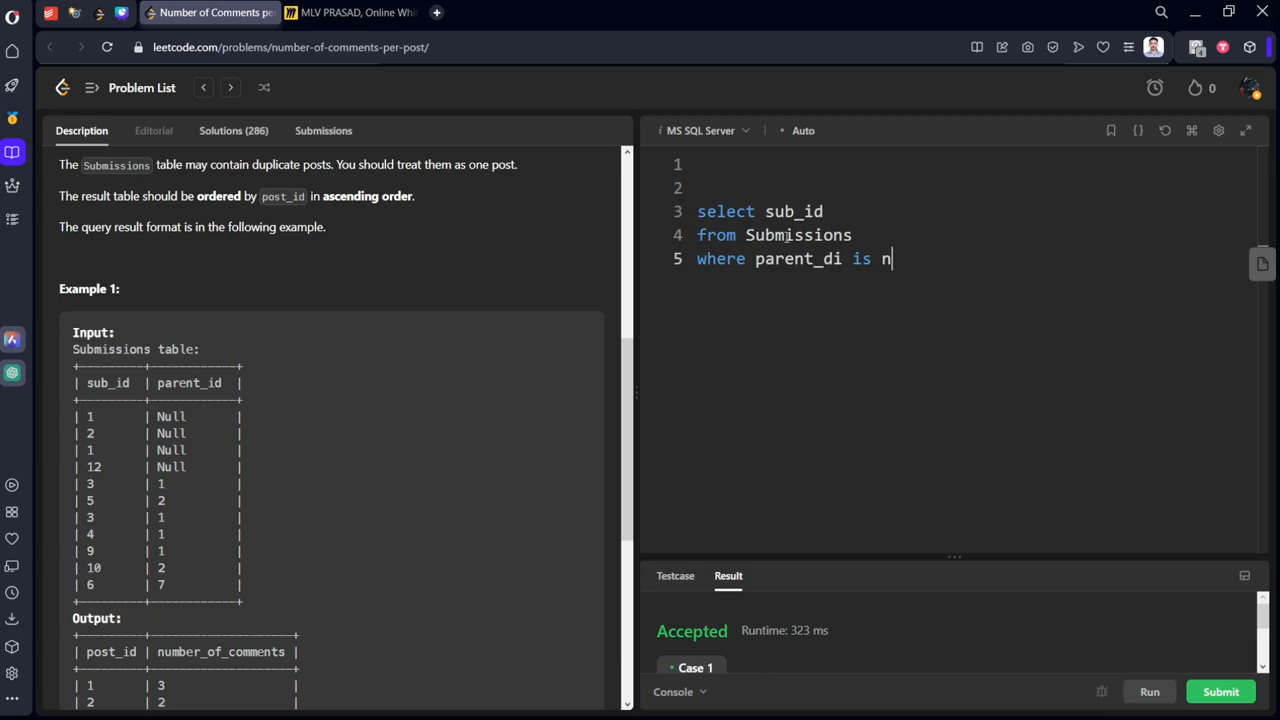 Number of Comments pe
MLV PRASAD, Online Whi
leetcode.com/problems/number-of-comments-per-post/
4
Problem List
0
Description
Editorial
Solutions (286)
Submissions
The Submissions table may contain duplicate posts. You should treat them as one post.
The result table should be ordered by post_id in ascending order.
The query result format is in the following example.
Example 1:
Input:
Submissions table:
+---------+------------+
| sub_id | parent_id |
+---------+------------+
| 1 | Null |
| 2 | Null |
| 1 | Null |
| 12 | Null |
| 3 | 1 |
| 5 | 2 |
| 3 | 1 |
| 4 | 1 |
| 9 | 1 |
| 10 | 2 |
| 6 | 7 |
+---------+------------+
Output:
+---------+--------------------+
| post_id | number_of_comments |
+---------+--------------------+
| 1 | 3 |
| 2 | 2 |
i MS SQL Server
• Auto
1
2
3 select sub_id
4 from Submissions
5 where parent_di is n
Testcase
Result
Accepted Runtime: 323 ms
• Case 1
Console
Run
Submit